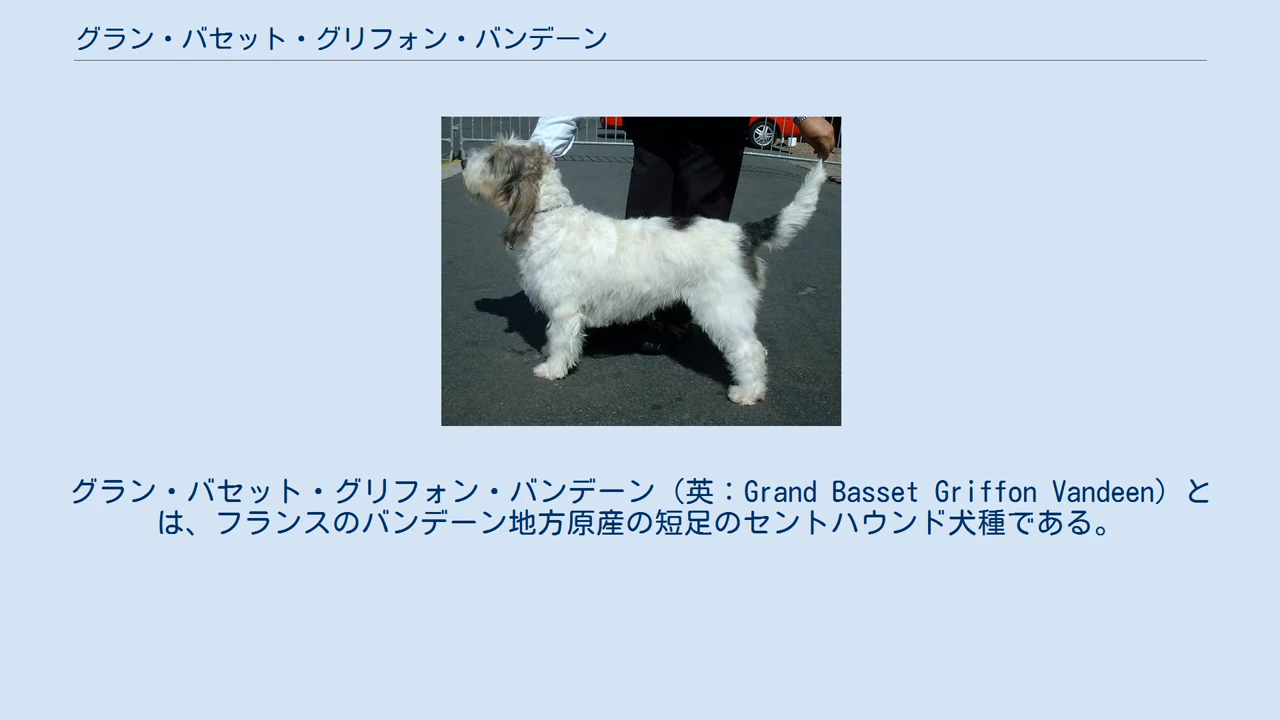 グラン・バセット・グリフォン・バンデーン
グラン・バセット・グリフォン・バンデーン（英：Grand Basset Griffon Vandeen）と
は、フランスのバンデーン地方原産の短足のセントハウンド犬種である。